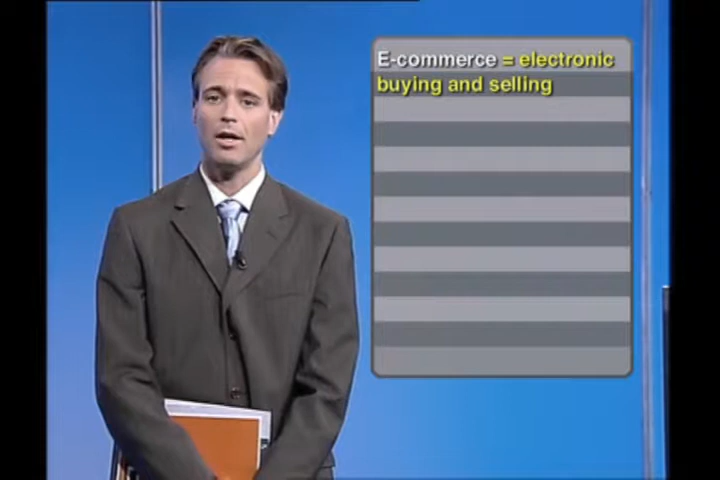 E-commerce = electronic
buying and selling